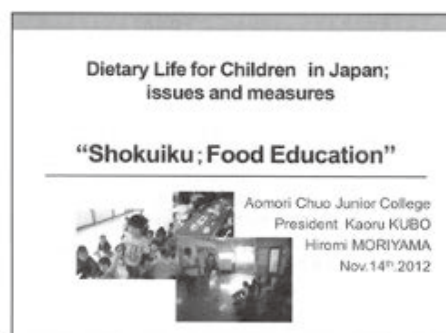 Dietary Life for Children in Japan;
issues and measures
“Shokuiku; Food Education”
Aomori Chuo Junior College
President Kaoru KUBO
Hiromi MORIYAMA
Nov.14th.2012